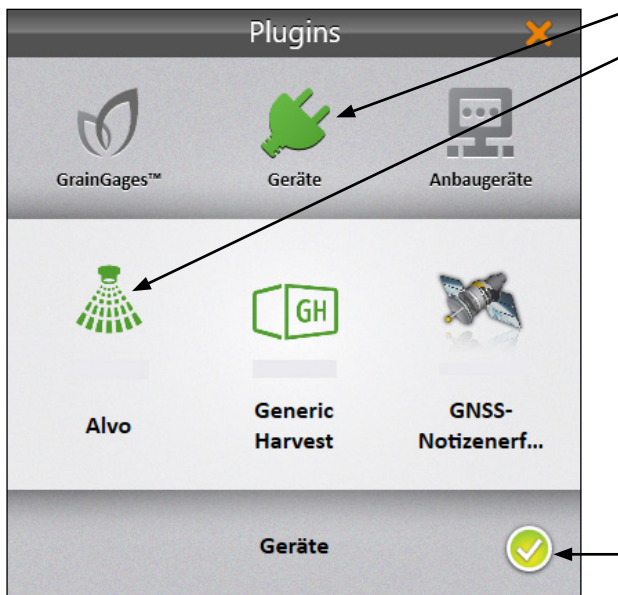 Plugins
GrainGages™
Geräte
Anbaugeräte
GH
Alvo
Generic
Harvest
GNSS-
Notizenerf...
Geräte